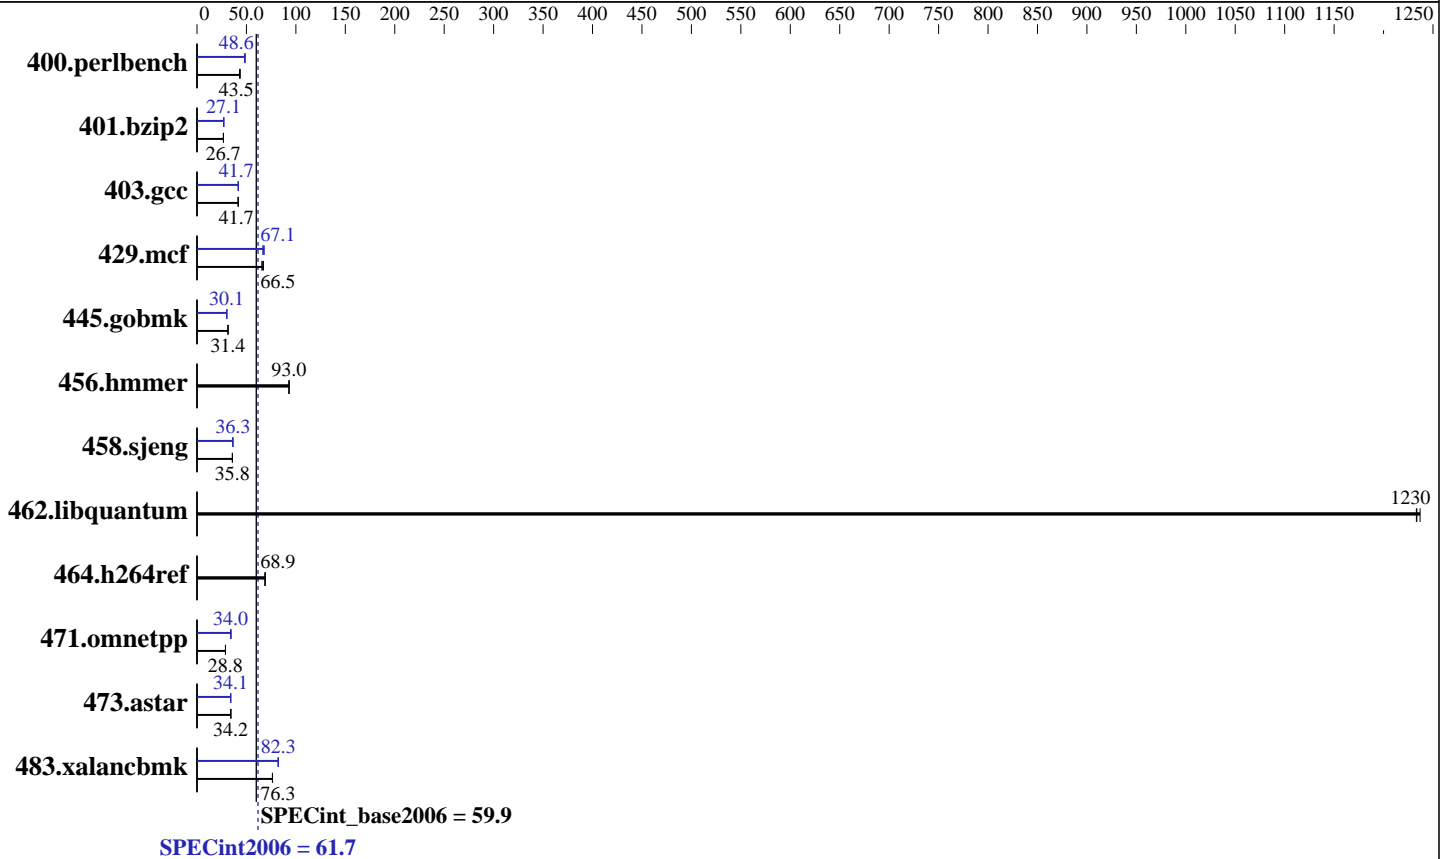 0 50.0 100 150 200 250 300 350 400 450 500 550 600 650 700 750 800 850 900 950 1000 1050 1100 1150 1250
48.6
400.perlbench
43.5
27.1
401.bzip2
26.7
41.7
403.gcc
41.7
67.1
429.mcf
66.5
30.1
445.gobmk
31.4
93.0
456.hmmer
36.3
458.sjeng
35.8
1230
462.libquantum
68.9
464.h264ref
34.0
471.omnetpp
28.8
34.1
473.astar
34.2
82.3
483.xalancbmk
76.3
SPECint_base2006 = 59.9
SPECint2006 = 61.7